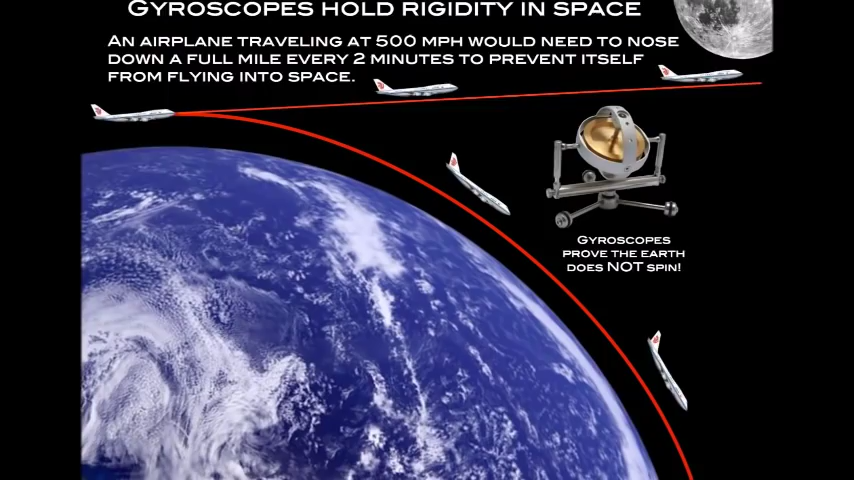 Gyroscopes hold rigidity in space
An airplane traveling at 500 mph would need to nose
down a full mile every 2 minutes to prevent itself
from flying into space.
Gyroscopes
prove the earth
does NOT spin!